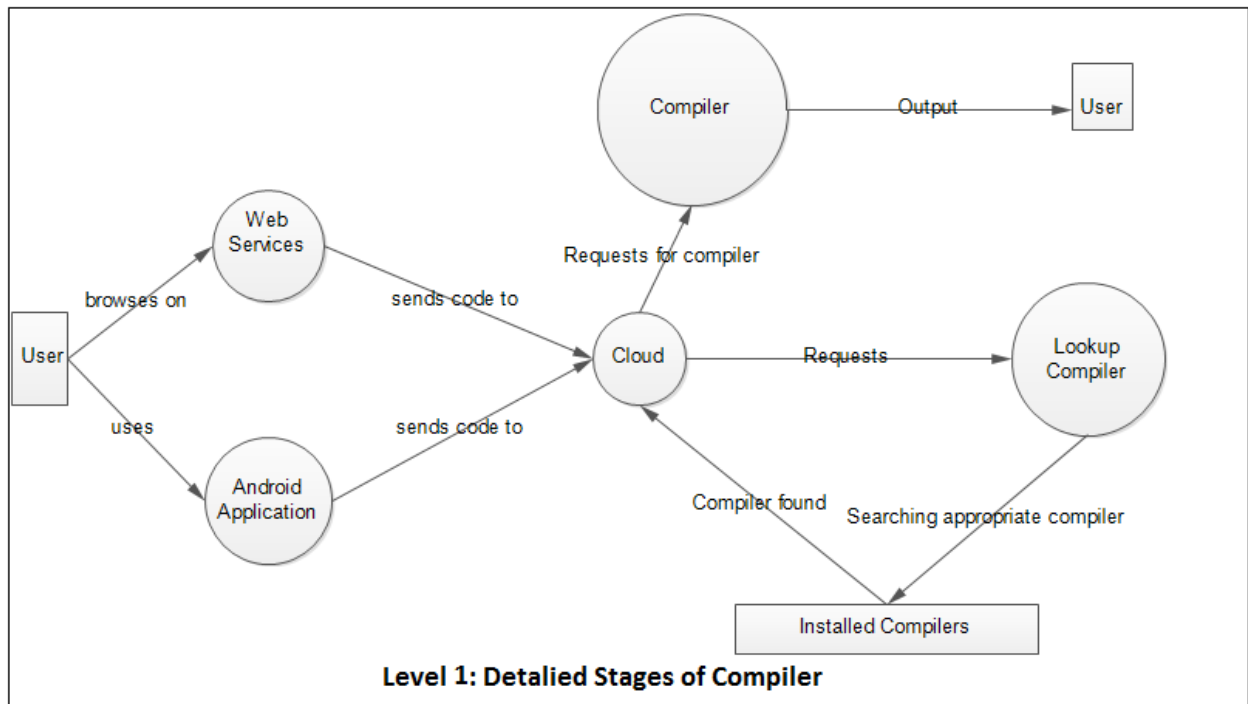 Compiler
Output
User
Web
Services
Requests for compiler
browses on
sends code to
User
Cloud
Requests
Lookup
Compiler
uses
sends code to
Android
Application
Compiler found
Searching appropriate compiler
Installed Compilers
Level 1: Detalied Stages of Compiler